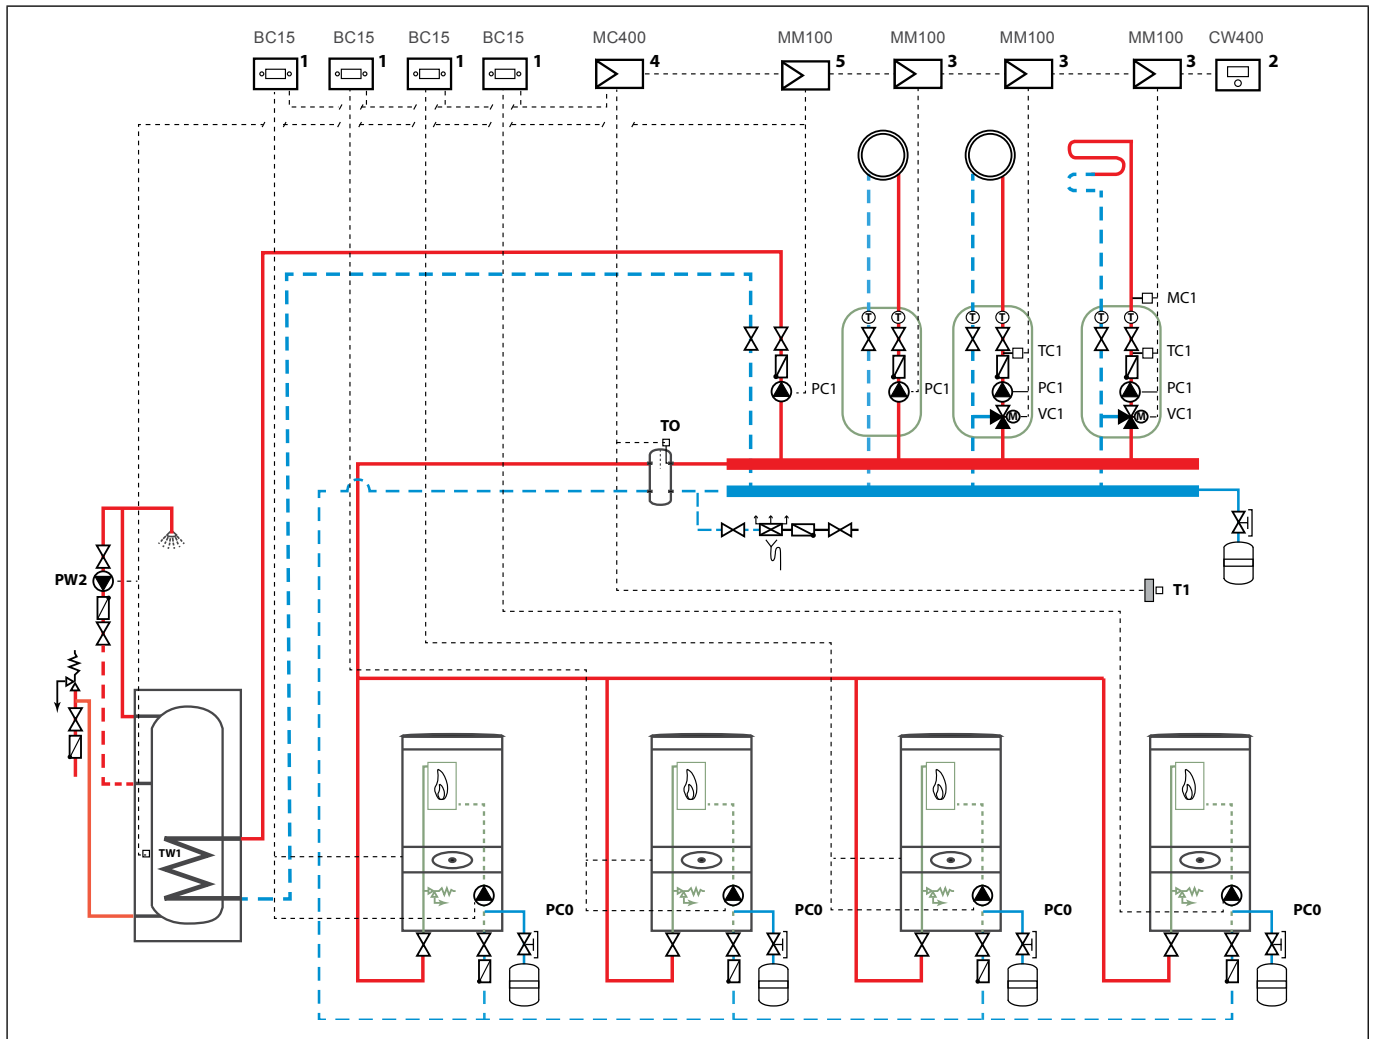 BC15 BC15 BC15 BC15 MC400 MM100 MM100 MM100 MM100 CW400
1 1 1 1 4 5 3 3 3 2
MC1
T T T T T T
TC1 TC1
PC1 PC1 PC1 PC1
M VC1 M VC1
TO
PW2
T1
TW1
PC0 PC0 PC0 PC0